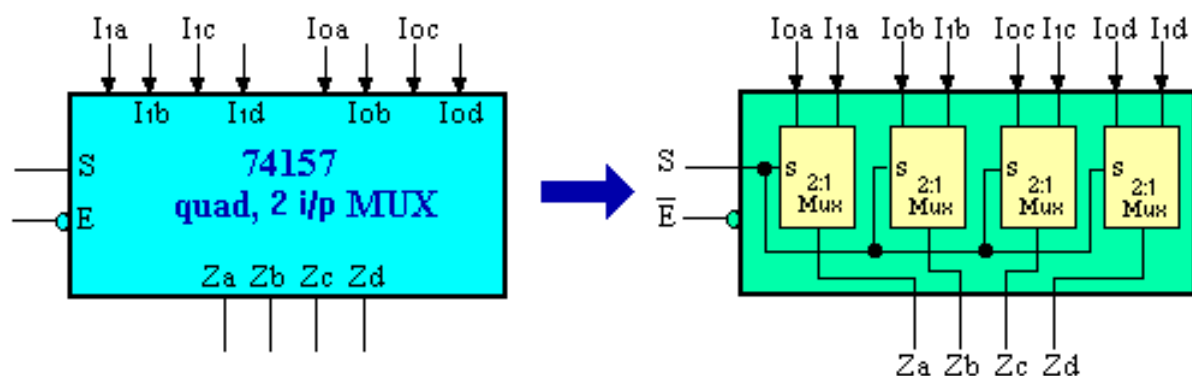 I1a I1c I0a I0c
I1b I1d I0b I0d
S
E
74157
quad, 2 i/p MUX
Za Zb Zc Zd
I0a I1a I0b I1b I0c I1c I0d I1d
S
E̅
S 2:1 Mux
S 2:1 Mux
S 2:1 Mux
S 2:1 Mux
Za Zb Zc Zd